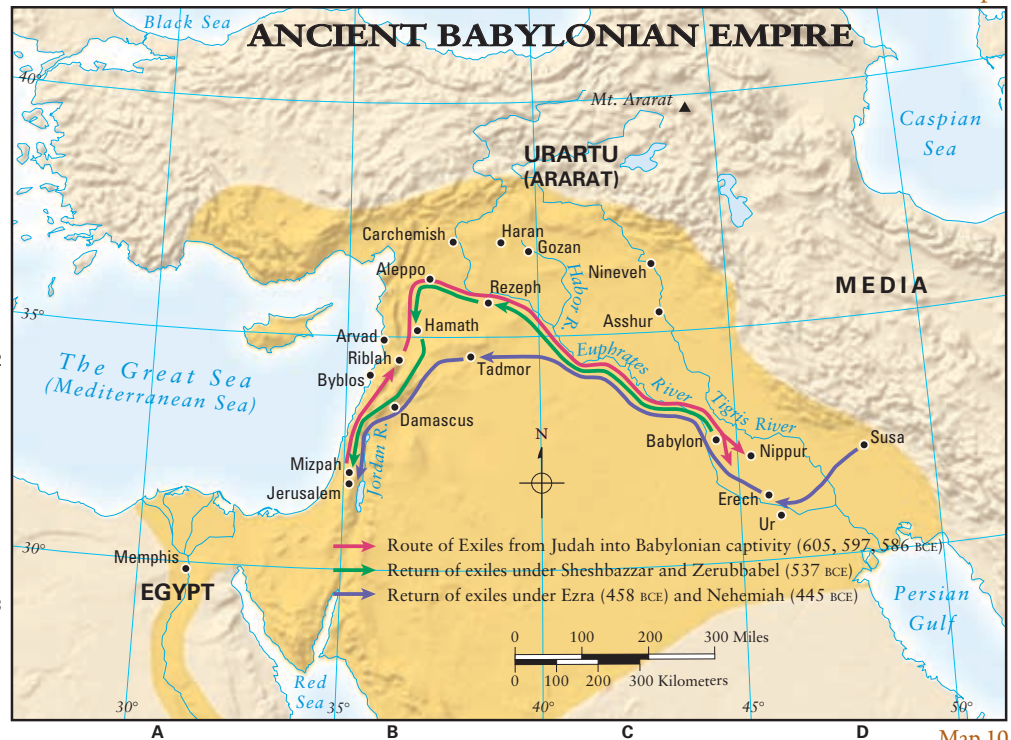 Black Sea
ANCIENT BABYLONIAN EMPIRE
40°
Mt. Ararat
Caspian
Sea
URARTU
(ARARAT)
Carchemish
Haran
Gozan
Aleppo
Rezeph
Habor R.
Nineveh
MEDIA
35°
Asshur
Arvad
Hamath
Riblah
Byblos
Tadmor
Euphrates River
Tigris River
The Great Sea
(Mediterranean Sea)
Damascus
Jordan R.
N
Babylon
Nippur
Susa
Mizpah
Jerusalem
Erech
Ur
30°
Memphis
EGYPT
Route of Exiles from Judah into Babylonian captivity (605, 597, 586 BCE)
Return of exiles under Sheshbazzar and Zerubbabel (537 BCE)
Return of exiles under Ezra (458 BCE) and Nehemiah (445 BCE)
Persian
Gulf
0 100 200 300 Miles
0 100 200 300 Kilometers
Red
Sea
30° 35° 40° 45° 50°
A B C D
Map 10